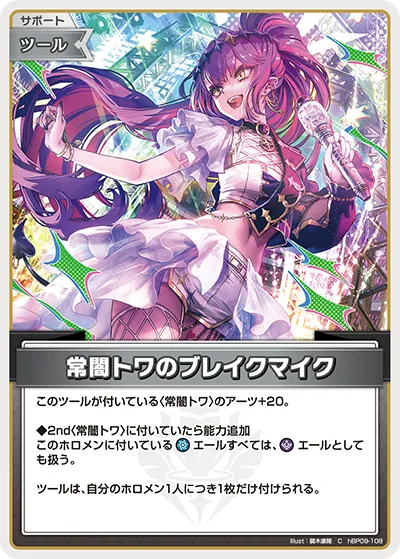 サポート
ツール
常闇トワのブレイクマイク
このツールが付いている〈常闇トワ〉のアーツ+20。
◆2nd〈常闇トワ〉に付いていたら能力追加
このホロメンに付いている エールすべては、 エールとして
も扱う。
ツールは、自分のホロメン1人につき1枚だけ付けられる。
illust：鏑木康隆 C hBP09-108